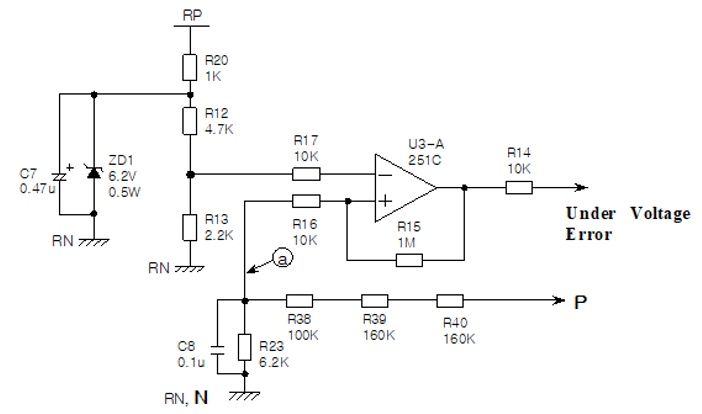 RP
R20
1K
R12
4.7K
R17
10K
U3-A
251C
R14
10K
C7
0.47u
+
ZD1
6.2V
0.5W
−
+
R13
2.2K
R16
10K
R15
1M
Under Voltage
Error
RN
RN
a
P
R38
100K
R39
160K
R40
160K
C8
0.1u
R23
6.2K
RN, N